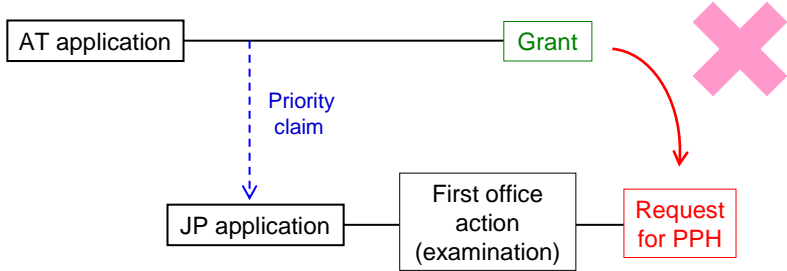 AT application
Grant
Priority
claim
JP application
First office
action
(examination)
Request
for PPH